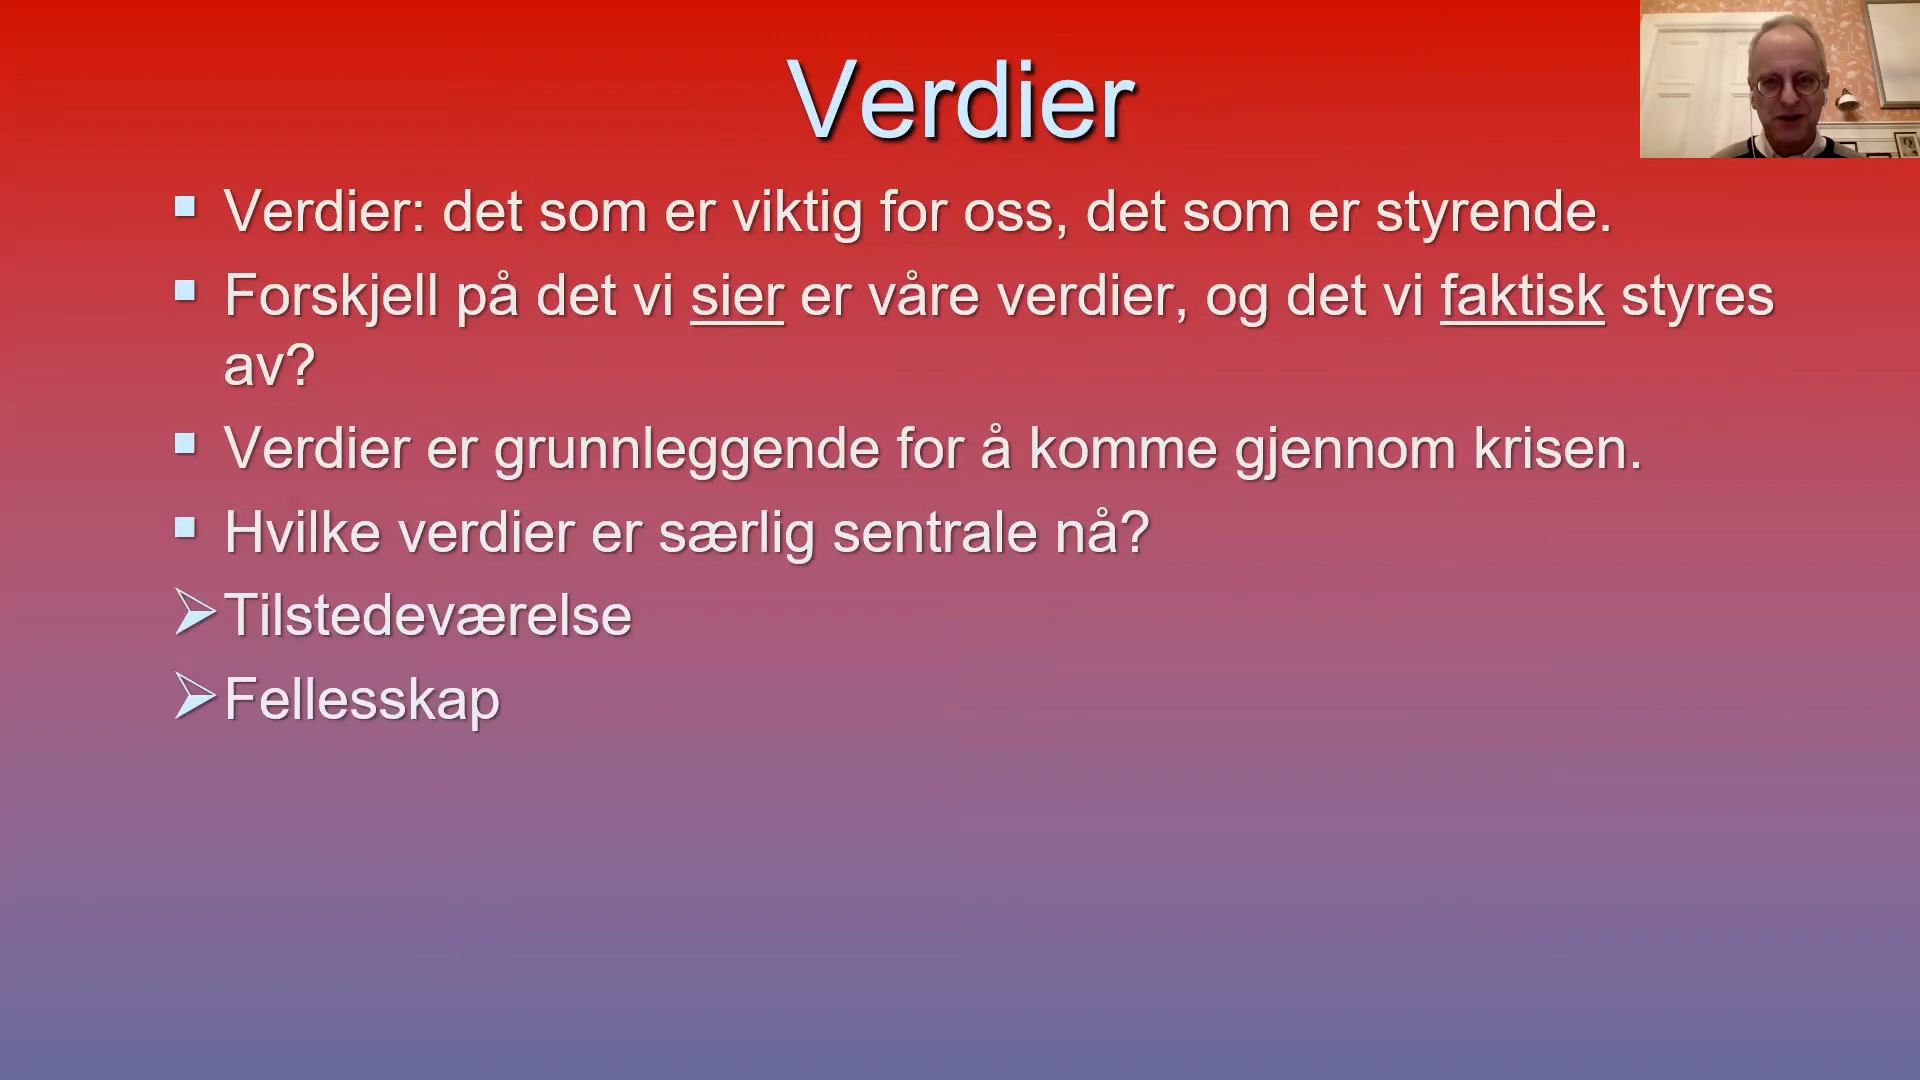 Verdier
Verdier: det som er viktig for oss, det som er styrende.
Forskjell på det vi sier er våre verdier, og det vi faktisk styres
av?
Verdier er grunnleggende for å komme gjennom krisen.
Hvilke verdier er særlig sentrale nå?
Tilstedeværelse
Fellesskap